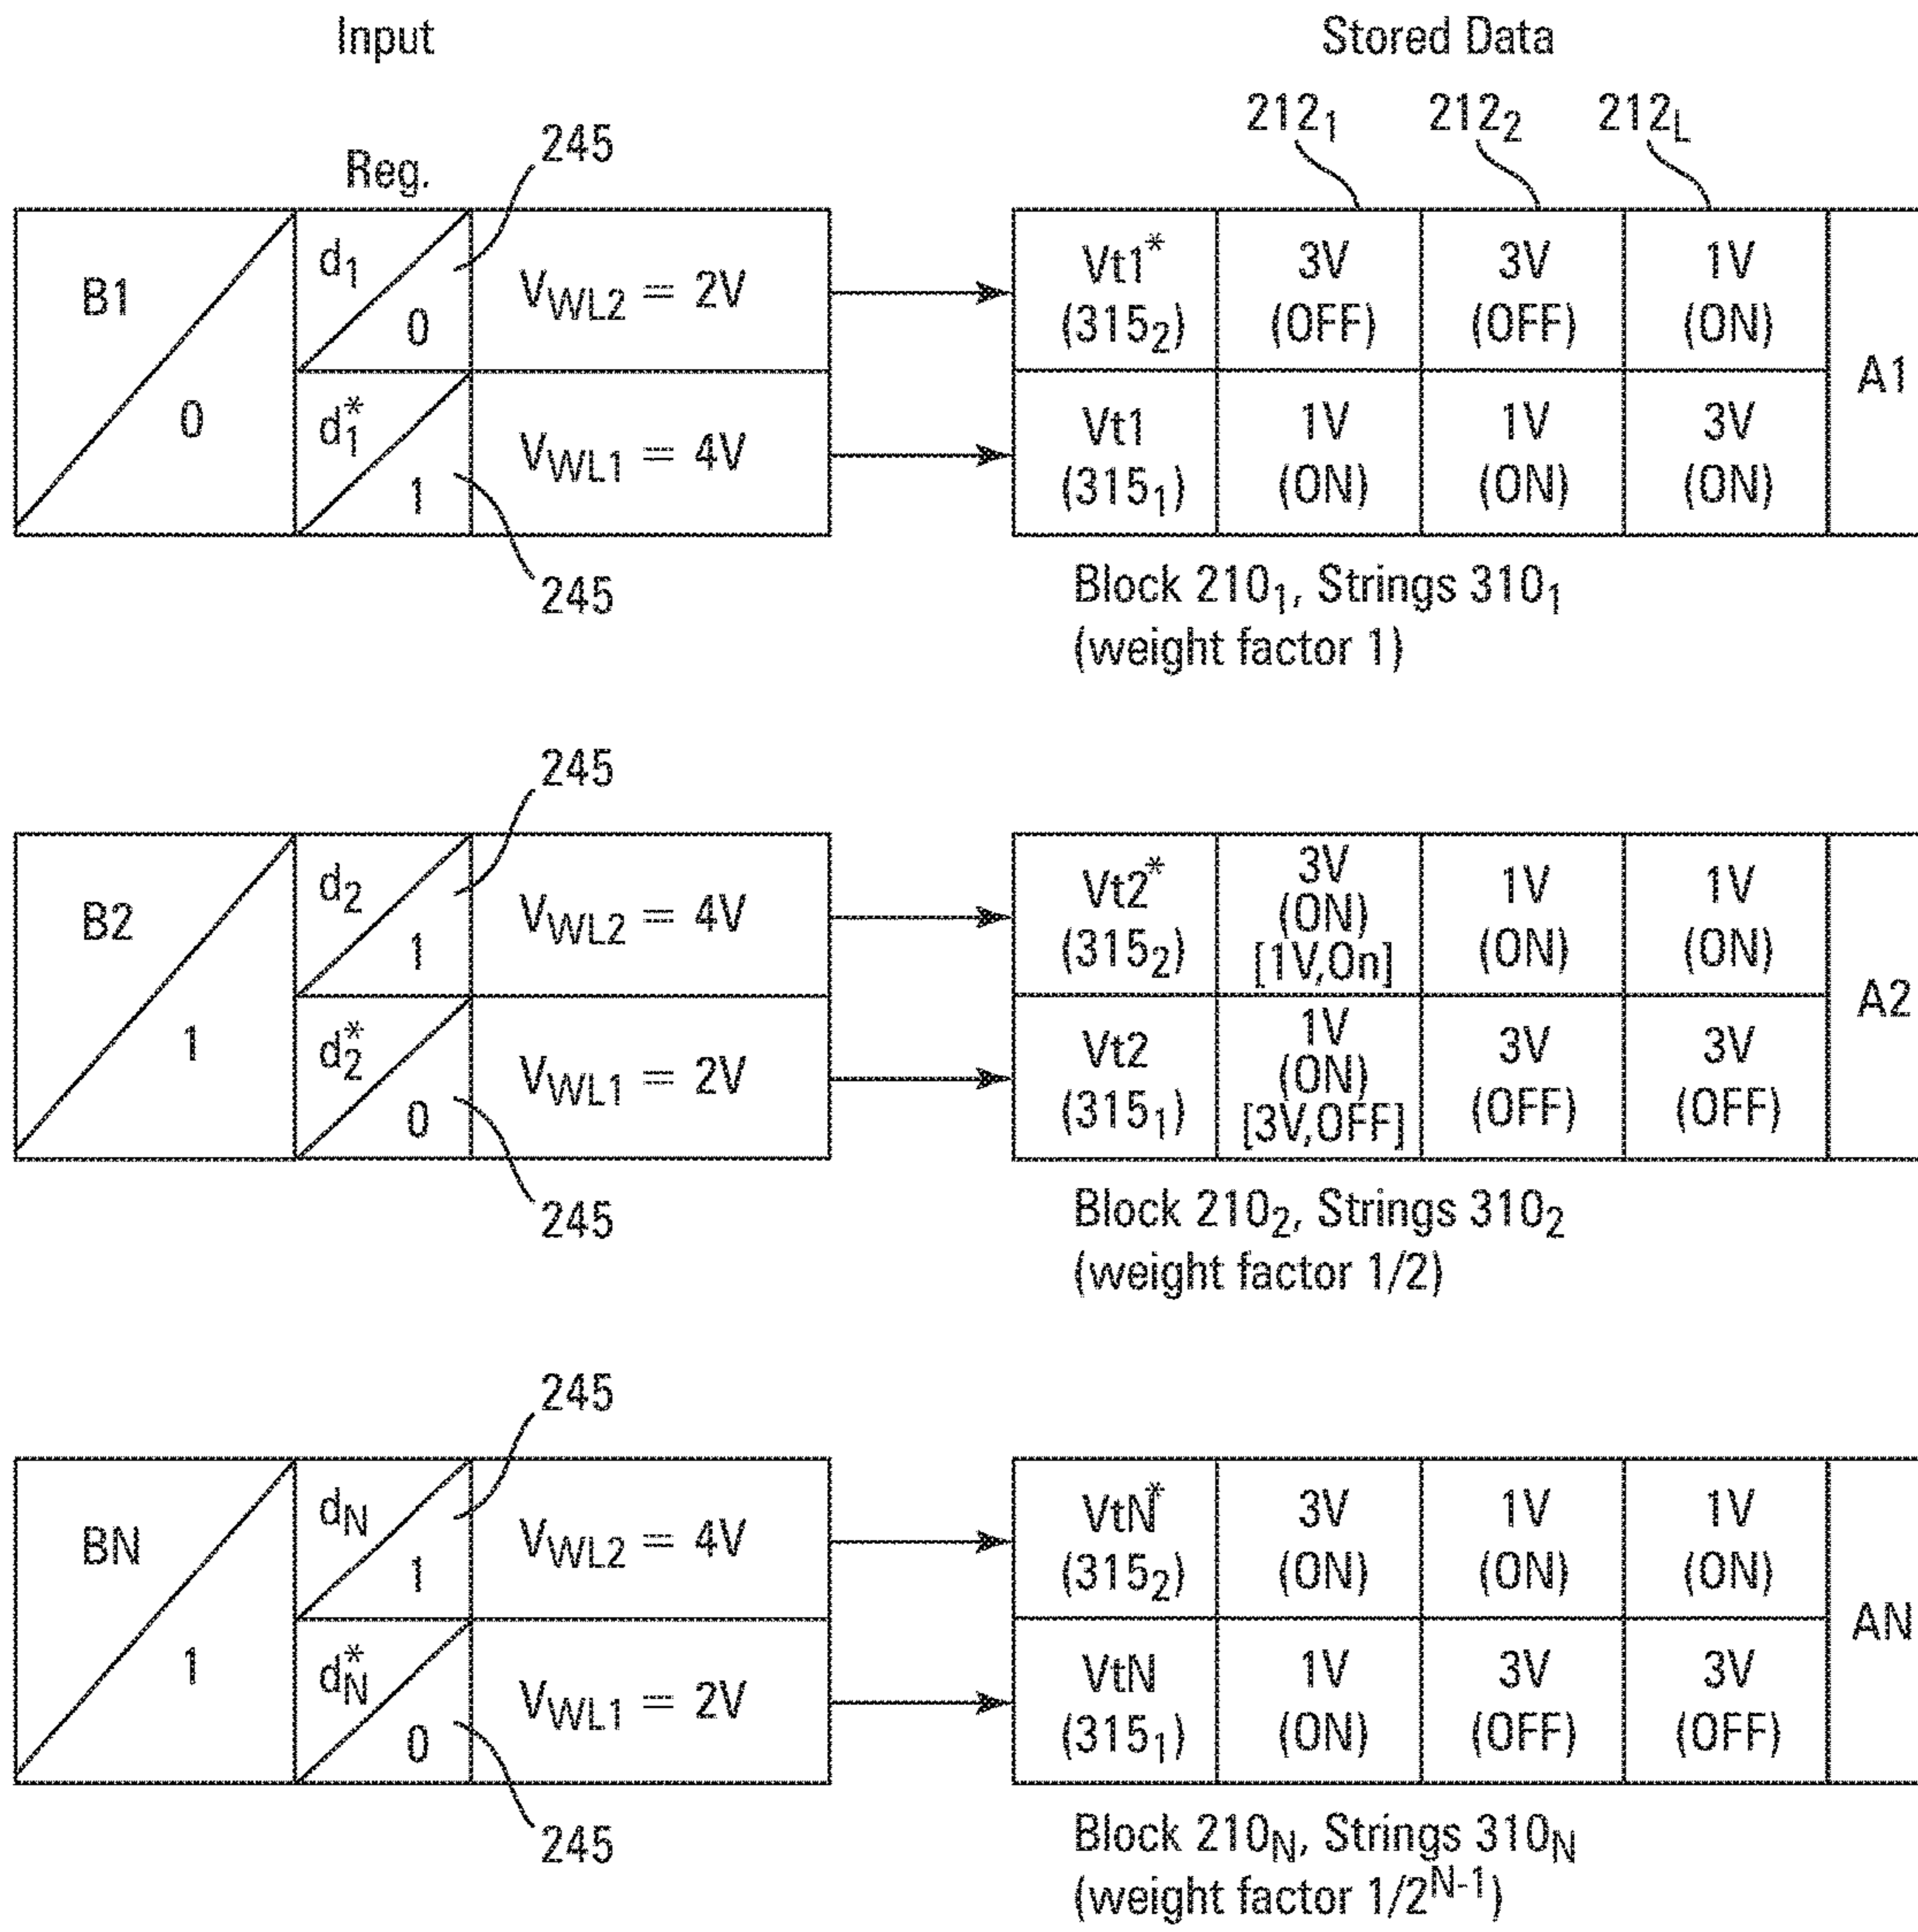 Input
Stored Data
212₁ 212₂ 212L
Reg.
245
B1
0
d₁
0
VWL2 = 2V
d₁*
1
VWL1 = 4V
245
Vt1*
(315₂)
3V
(OFF)
3V
(OFF)
1V
(ON)
Vt1
(315₁)
1V
(ON)
1V
(ON)
3V
(ON)
A1
Block 210₁, Strings 310₁
(weight factor 1)
245
B2
1
d₂
1
VWL2 = 4V
d₂*
0
VWL1 = 2V
245
Vt2*
(315₂)
3V
(ON)
[1V,On]
1V
(ON)
1V
(ON)
Vt2
(315₁)
1V
(ON)
[3V,OFF]
3V
(OFF)
3V
(OFF)
A2
Block 210₂, Strings 310₂
(weight factor 1/2)
245
BN
1
dN
1
VWL2 = 4V
dN*
0
VWL1 = 2V
245
VtN*
(315₂)
3V
(ON)
1V
(ON)
1V
(ON)
VtN
(315₁)
1V
(ON)
3V
(OFF)
3V
(OFF)
AN
Block 210N, Strings 310N
(weight factor 1/2^N-1)